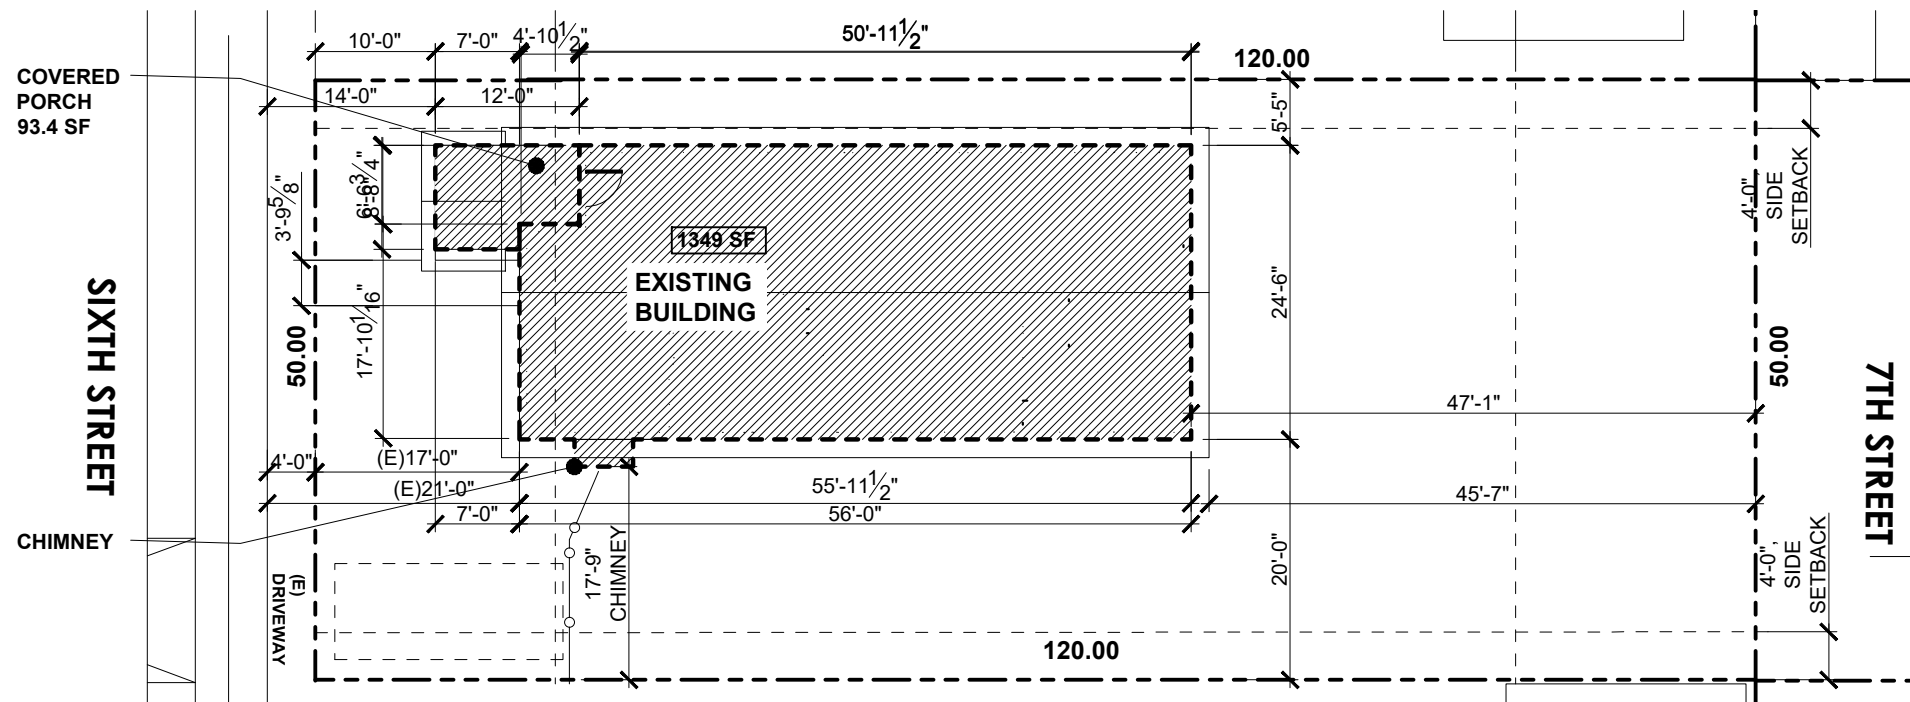 10'-0"
7'-0"
4'-10½"
50'-11½"
120.00
COVERED
PORCH
93.4 SF
14'-0"
12'-0"
5'-5"
4'-0",
SIDE
SETBACK
3'-9⅝"
6'-6¾"
8'-8"
1349 SF
EXISTING
BUILDING
24'-6"
SIXTH STREET
50.00
17'-10 1/16"
50.00
7TH STREET
47'-1"
4'-0"
(E)17'-0"
(E)21'-0"
55'-11½"
45'-7"
7'-0"
56'-0"
CHIMNEY
(E)
DRIVEWAY
17'-9"
CHIMNEY
20'-0"
4'-0",
SIDE
SETBACK
120.00